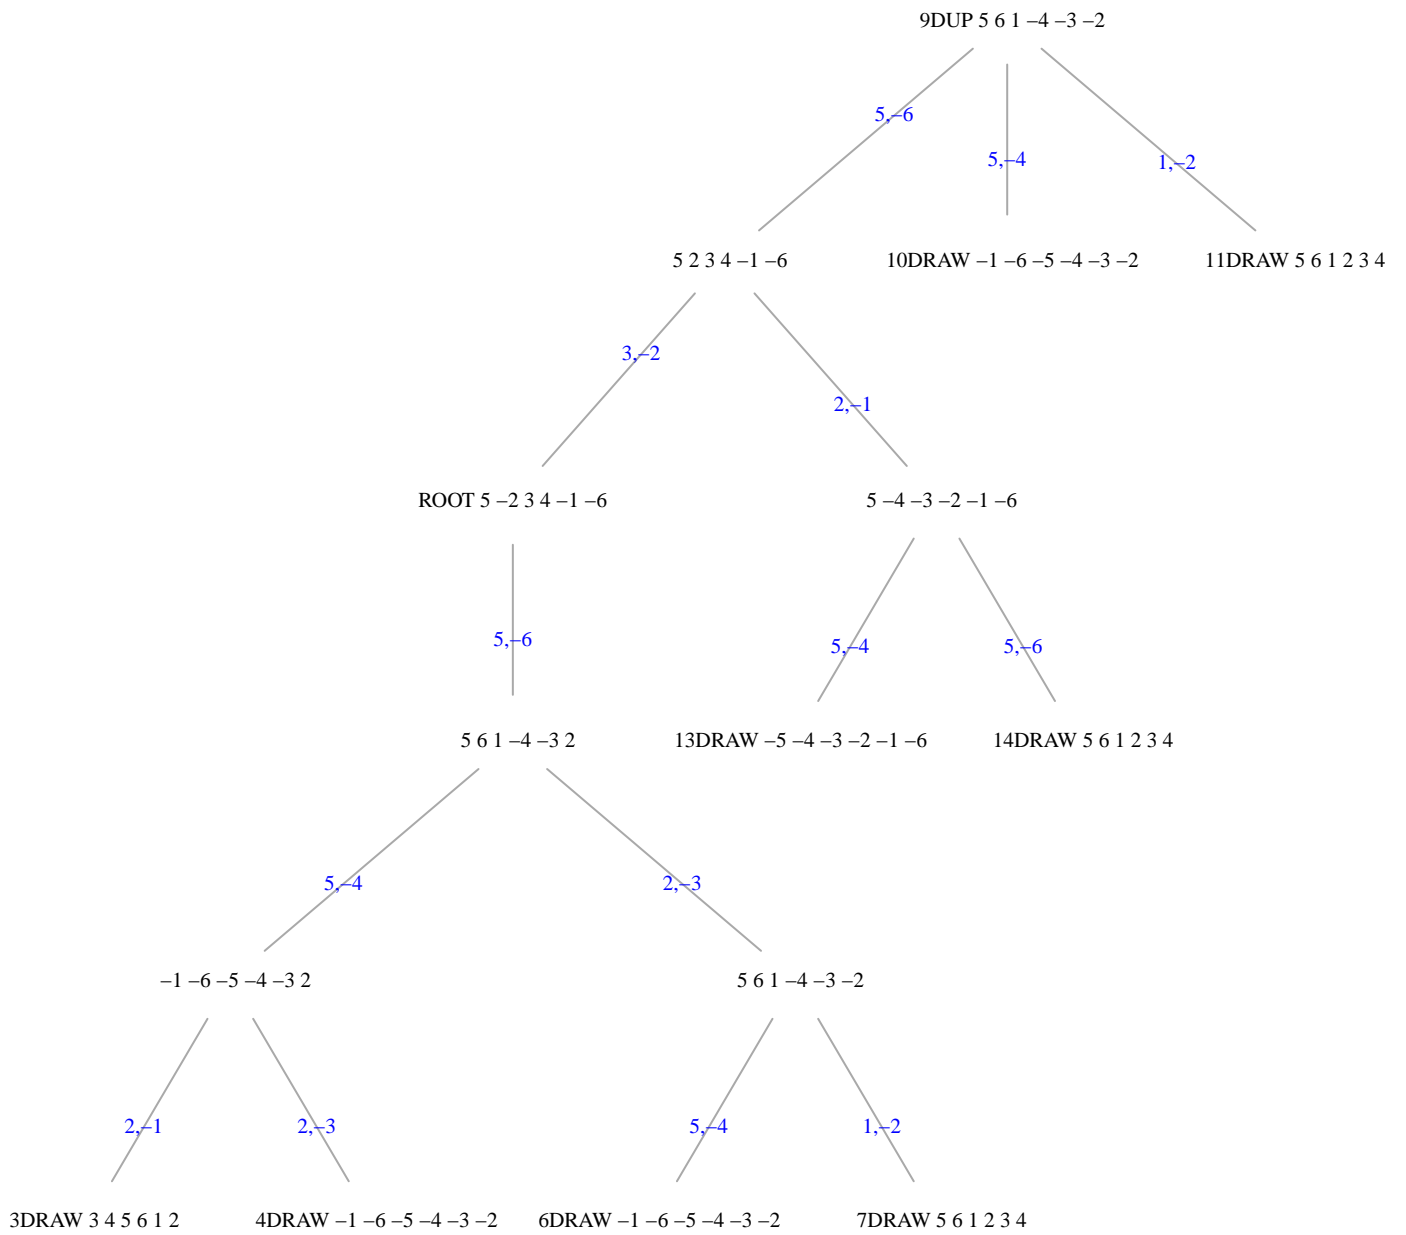 9DUP 5 6 1 –4 –3 –2
5,–6
5,–4
1,–2
5 2 3 4 –1 –6
10DRAW –1 –6 –5 –4 –3 –2
11DRAW 5 6 1 2 3 4
3,–2
2,–1
ROOT 5 –2 3 4 –1 –6
5 –4 –3 –2 –1 –6
5,–6
5,–4
5,–6
5 6 1 –4 –3 2
13DRAW –5 –4 –3 –2 –1 –6
14DRAW 5 6 1 2 3 4
5,–4
2,–3
–1 –6 –5 –4 –3 2
5 6 1 –4 –3 –2
2,–1
2,–3
5,–4
1,–2
3DRAW 3 4 5 6 1 2
4DRAW –1 –6 –5 –4 –3 –2
6DRAW –1 –6 –5 –4 –3 –2
7DRAW 5 6 1 2 3 4